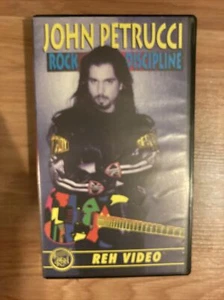 JOHN PETRUCCI
ROCK DISCIPLINE
REH VIDEO